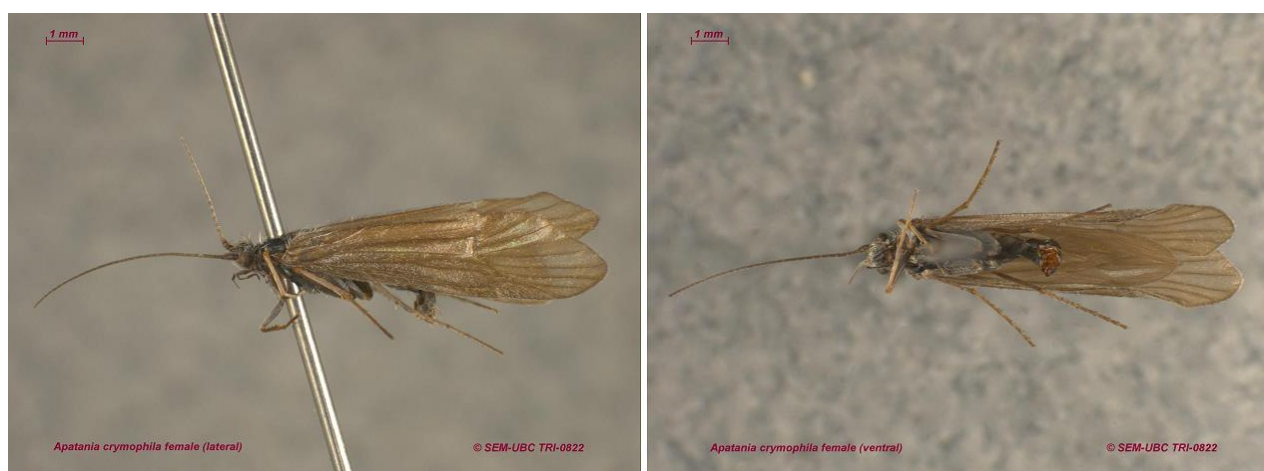 1 mm
Apatania crymophila female (lateral)
© SEM-UBC TRI-0822
1 mm
Apatania crymophila female (ventral)
© SEM-UBC TRI-0822